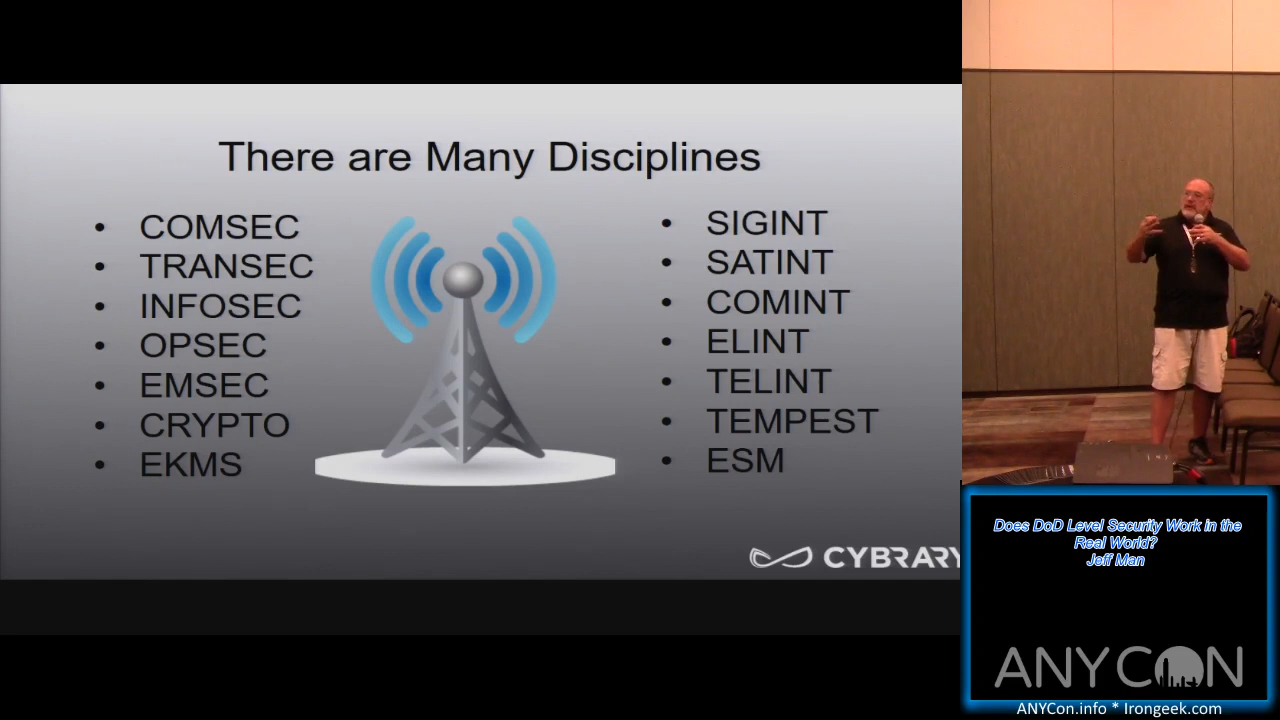 There are Many Disciplines
• COMSEC
• TRANSEC
• INFOSEC
• OPSEC
• EMSEC
• CRYPTO
• EKMS
• SIGINT
• SATINT
• COMINT
• ELINT
• TELINT
• TEMPEST
• ESM
CYBRARY
Does DoD Level Security Work in the
Real World?
Jeff Man
ANYCON
ANYCon.info * Irongeek.com